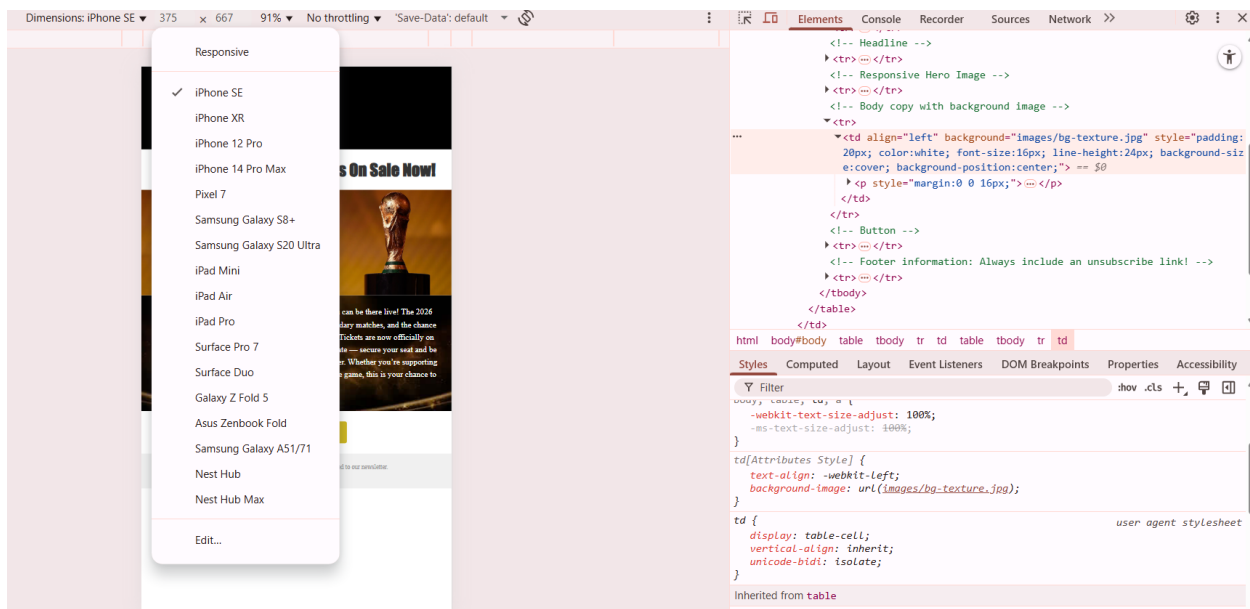 Dimensions: iPhone SE ▼ 375 x 667 91% ▼ No throttling ▼ 'Save-Data': default
Responsive
iPhone SE
iPhone XR
iPhone 12 Pro
iPhone 14 Pro Max
Pixel 7
Samsung Galaxy S8+
Samsung Galaxy S20 Ultra
iPad Mini
iPad Air
iPad Pro
Surface Pro 7
Surface Duo
Galaxy Z Fold 5
Asus Zenbook Fold
Samsung Galaxy A51/71
Nest Hub
Nest Hub Max
Edit...
s On Sale Now!
can be there live! The 2026
dary matches, and the chance
Tickets are now officially on
te — secure your seat and be
r. Whether you're supporting
e game, this is your chance to
d to our newsletter.
Elements Console Recorder Sources Network
<!-- Headline -->
<tr> … </tr>
<!-- Responsive Hero Image -->
<tr> … </tr>
<!-- Body copy with background image -->
<tr>
<td align="left" background="images/bg-texture.jpg" style="padding:
20px; color:white; font-size:16px; line-height:24px; background-siz
e:cover; background-position:center;"> == $0
<p style="margin:0 0 16px;"> … </p>
</td>
</tr>
<!-- Button -->
<tr> … </tr>
<!-- Footer information: Always include an unsubscribe link! -->
<tr> … </tr>
</tbody>
</table>
</td>
html body#body table tbody tr td table tbody tr td
Styles Computed Layout Event Listeners DOM Breakpoints Properties Accessibility
Filter :hov .cls
body, table, td, a {
-webkit-text-size-adjust: 100%;
-ms-text-size-adjust: 100%;
}
td[Attributes Style] {
text-align: -webkit-left;
background-image: url(images/bg-texture.jpg);
}
td { user agent stylesheet
display: table-cell;
vertical-align: inherit;
unicode-bidi: isolate;
}
Inherited from table